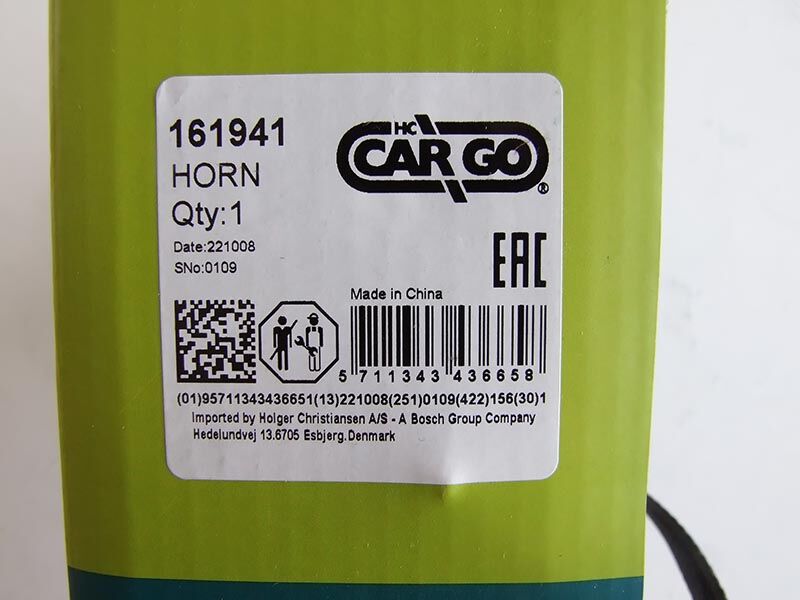 161941
HORN
Qty:1
Date:221008
SNo:0109
HC
CARGO
®
EAC
Made in China
5 711343 436658
(01)95711343436651(13)221008(251)0109(422)156(30)1
Imported by Holger Christiansen A/S - A Bosch Group Company
Hedelundvej 13.6705 Esbjerg.Denmark